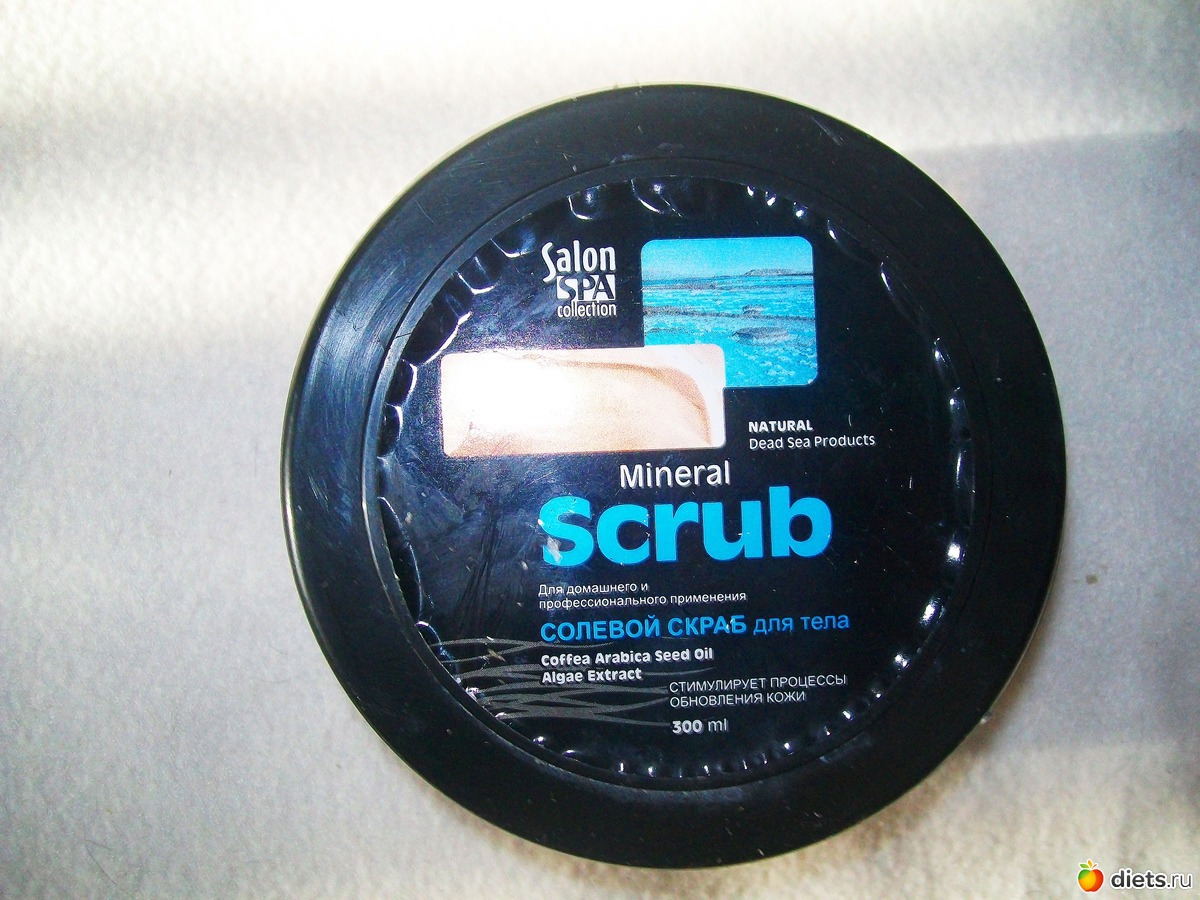 Salon
SPA
collection
NATURAL
Dead Sea Products
Mineral
Scrub
Для домашнего и
профессионального применения
СОЛЕВОЙ СКРАБ для тела
Coffea Arabica Seed Oil
Algae Extract
СТИМУЛИРУЕТ ПРОЦЕССЫ
ОБНОВЛЕНИЯ КОЖИ
300 ml
diets.ru